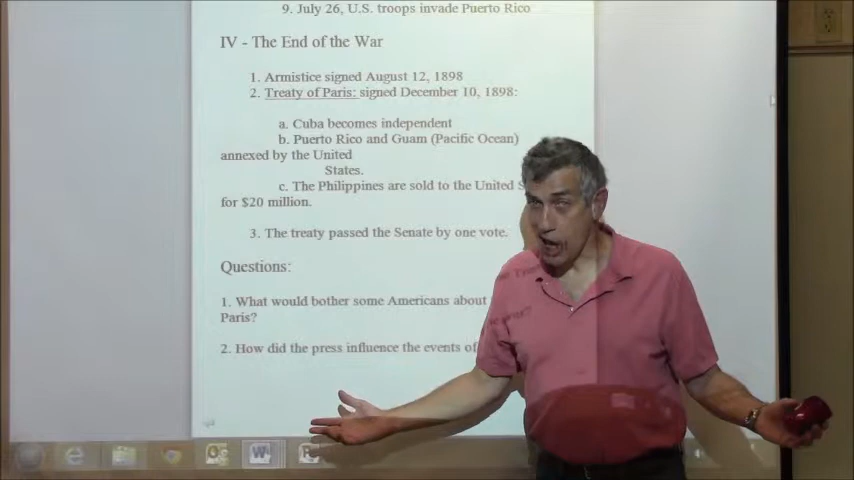 9. July 26, U.S. troops invade Puerto Rico
IV - The End of the War
1. Armistice signed August 12, 1898
2. Treaty of Paris: signed December 10, 1898:
a. Cuba becomes independent
b. Puerto Rico and Guam (Pacific Ocean)
annexed by the United
States.
c. The Philippines are sold to the United
for $20 million.
3. The treaty passed the Senate by one vote.
Questions:
1. What would bother some Americans about
Paris?
2. How did the press influence the events of